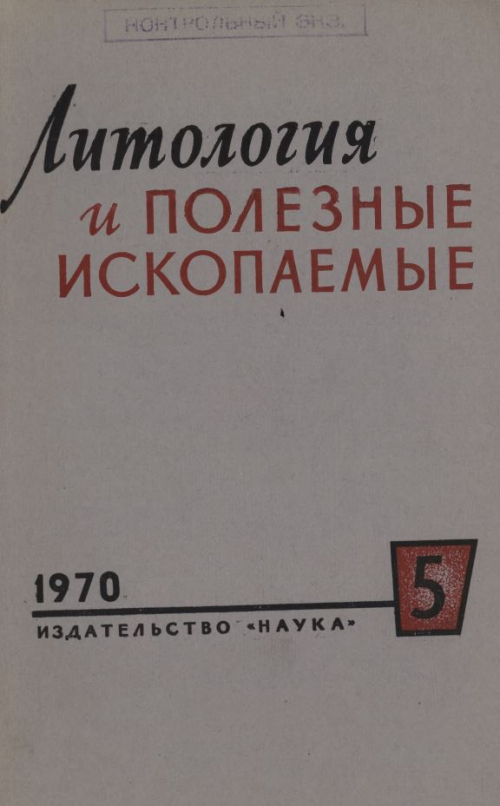 КОНТРОЛЬНЫЙ ЭКЗ.
Литология
и ПОЛЕЗНЫЕ
ИСКОПАЕМЫЕ
1970
5
ИЗДАТЕЛЬСТВО «НАУКА»